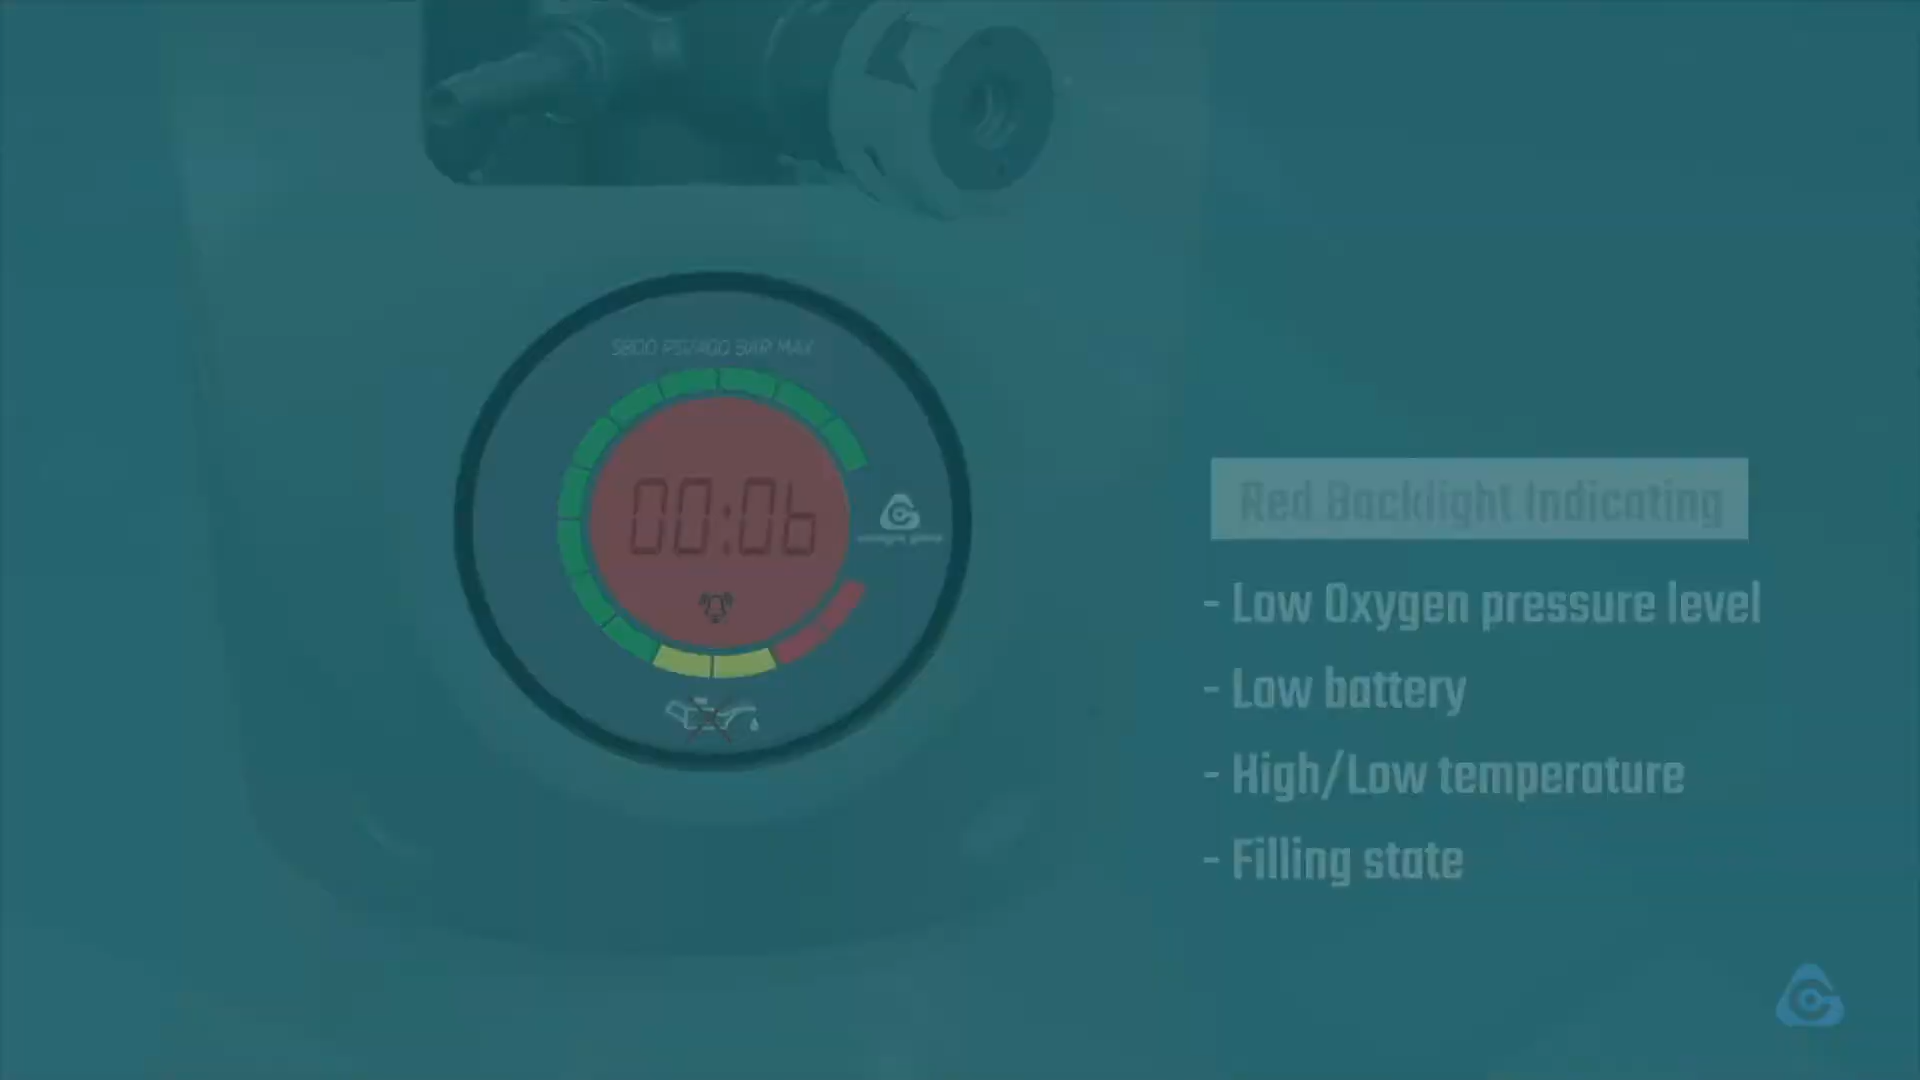 5800 PSI/400 BAR MAX
00:06
Red Backlight Indicating
- Low Oxygen pressure level
- Low battery
- High/Low temperature
- Filling state